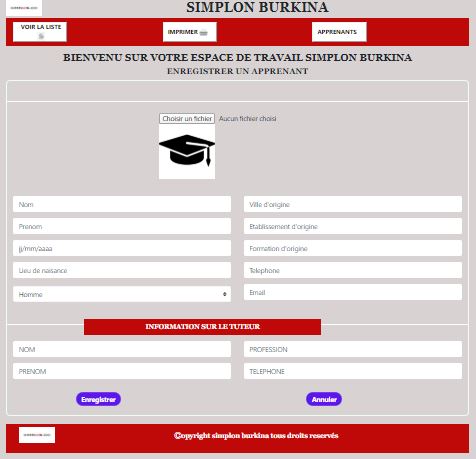 SIMPLON BURKINA
VOIR LA LISTE
IMPRIMER
APPRENANTS
BIENVENU SUR VOTRE ESPACE DE TRAVAIL SIMPLON BURKINA
ENREGISTRER UN APPRENANT
Choisir un fichier Aucun fichier choisi
Nom
Ville d'origine
Prenom
Etablissement d'origine
jj/mm/aaaa
Formation d'origine
Lieu de naisance
Telephone
Homme
Email
INFORMATION SUR LE TUTEUR
NOM
PROFESSION
PRENOM
TELEPHONE
Enregistrer
Annuler
©opyright simplon burkina tous droits reservés